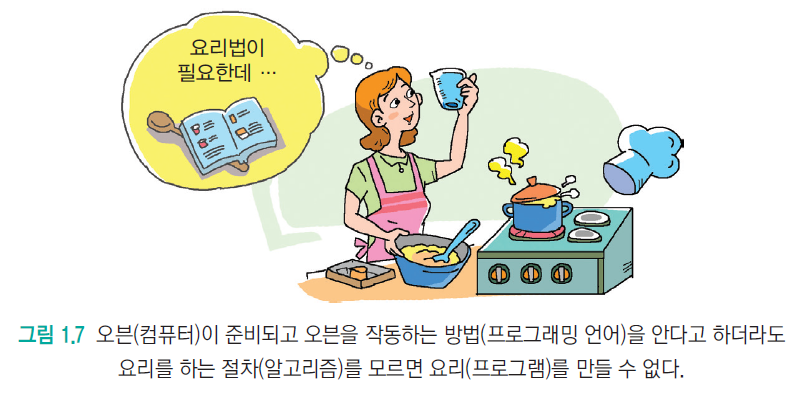 요리법이
필요한데 …
그림 1.7 오븐(컴퓨터)이 준비되고 오븐을 작동하는 방법(프로그래밍 언어)을 안다고 하더라도
요리를 하는 절차(알고리즘)를 모르면 요리(프로그램)를 만들 수 없다.